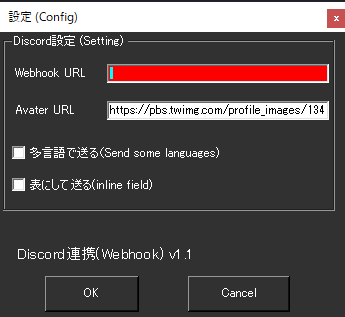 設定 (Config)
x
Discord設定 (Setting)
Webhook URL
Avater URL
https://pbs.twimg.com/profile_images/134
多言語で送る(Send some languages)
表にして送る(inline field)
Discord連携(Webhook) v1.1
OK
Cancel